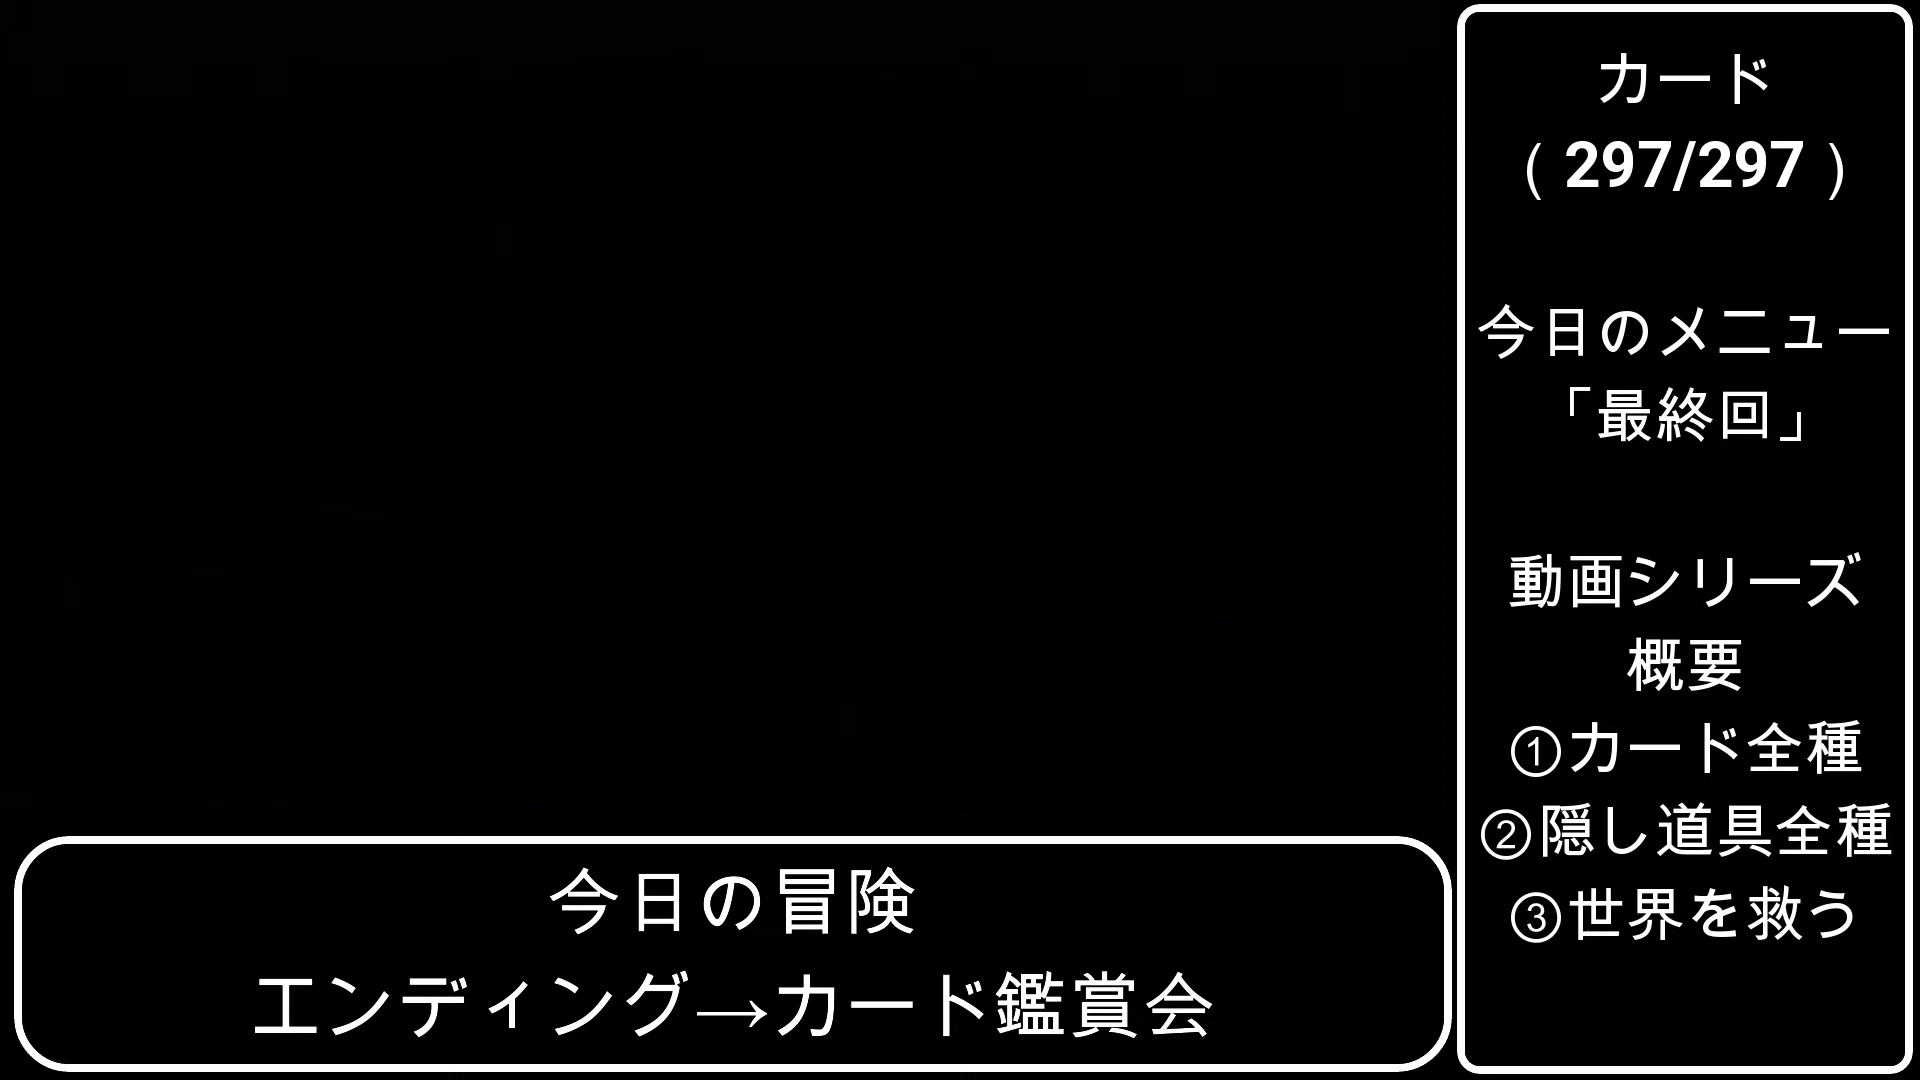 カード
（297/297）
今日のメニュー
「最終回」
動画シリーズ
概要
①カード全種
②隠し道具全種
③世界を救う
今日の冒険
エンディング→カード鑑賞会